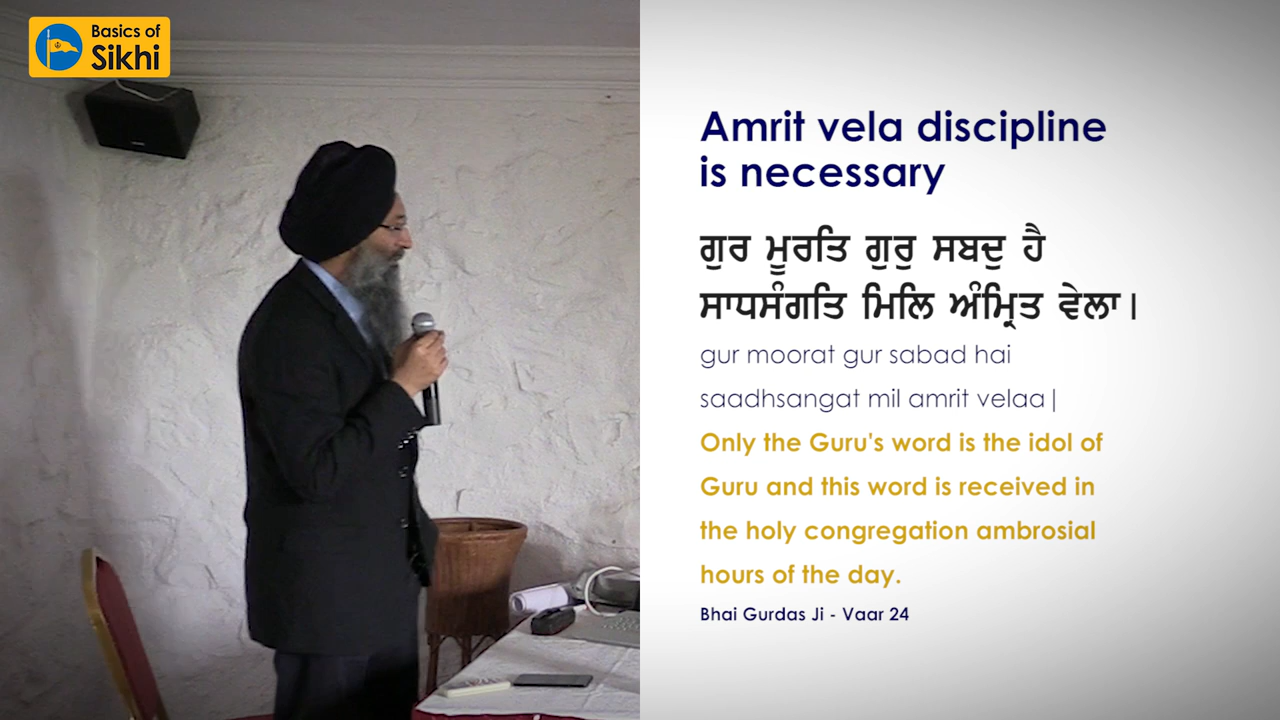 Basics of
Sikhi
Amrit vela discipline
is necessary
ਗੁਰ ਮੂਰਤਿ ਗੁਰੁ ਸਬਦੁ ਹੈ
ਸਾਧਸੰਗਤਿ ਮਿਲਿ ਅੰਮ੍ਰਿਤ ਵੇਲਾ।
gur moorat gur sabad hai
saadhsangat mil amrit velaa|
Only the Guru's word is the idol of
Guru and this word is received in
the holy congregation ambrosial
hours of the day.
Bhai Gurdas Ji - Vaar 24